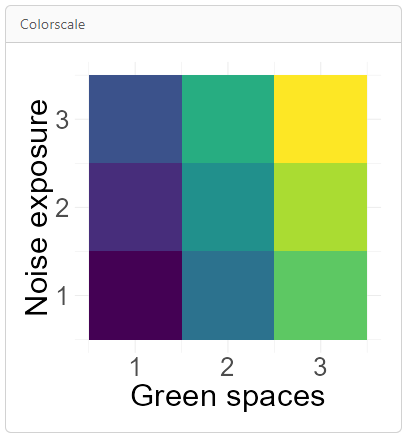 Colorscale
Noise exposure
3
2
1
1 2 3
Green spaces